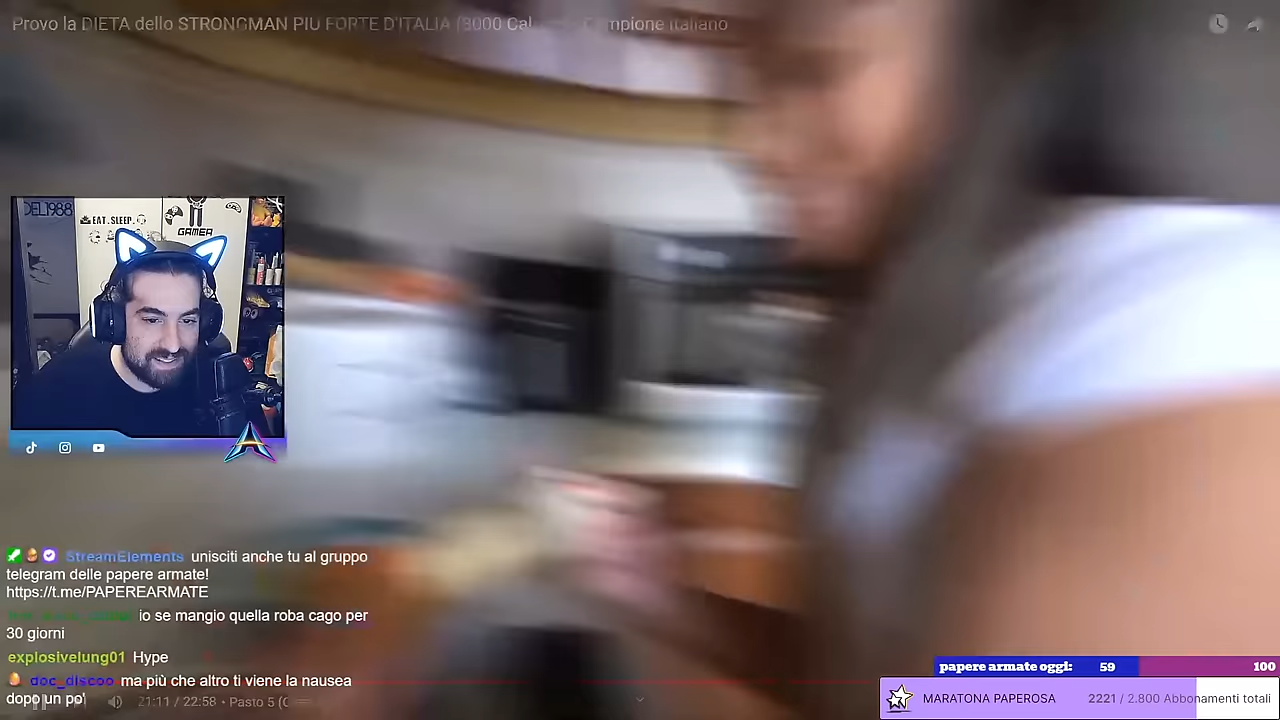 Provo la DIETA dello STRONGMAN PIU FORTE D'ITALIA (3000 Cal
mpione Italiano
DEL1988
EAT.SLEEP.
GAMER
StreamElements unisciti anche tu al gruppo
telegram delle papere armate!
https://t.me/PAPEREARMATE
io se mangio quella roba cago per
30 giorni
explosivelung01 Hype
doc_discoo ma più che altro ti viene la nausea
dopo un po'
21:11 / 22:58 • Pasto 5 (C
papere armate oggi: 59 100
MARATONA PAPEROSA 2221 / 2.800 Abbonamenti totali